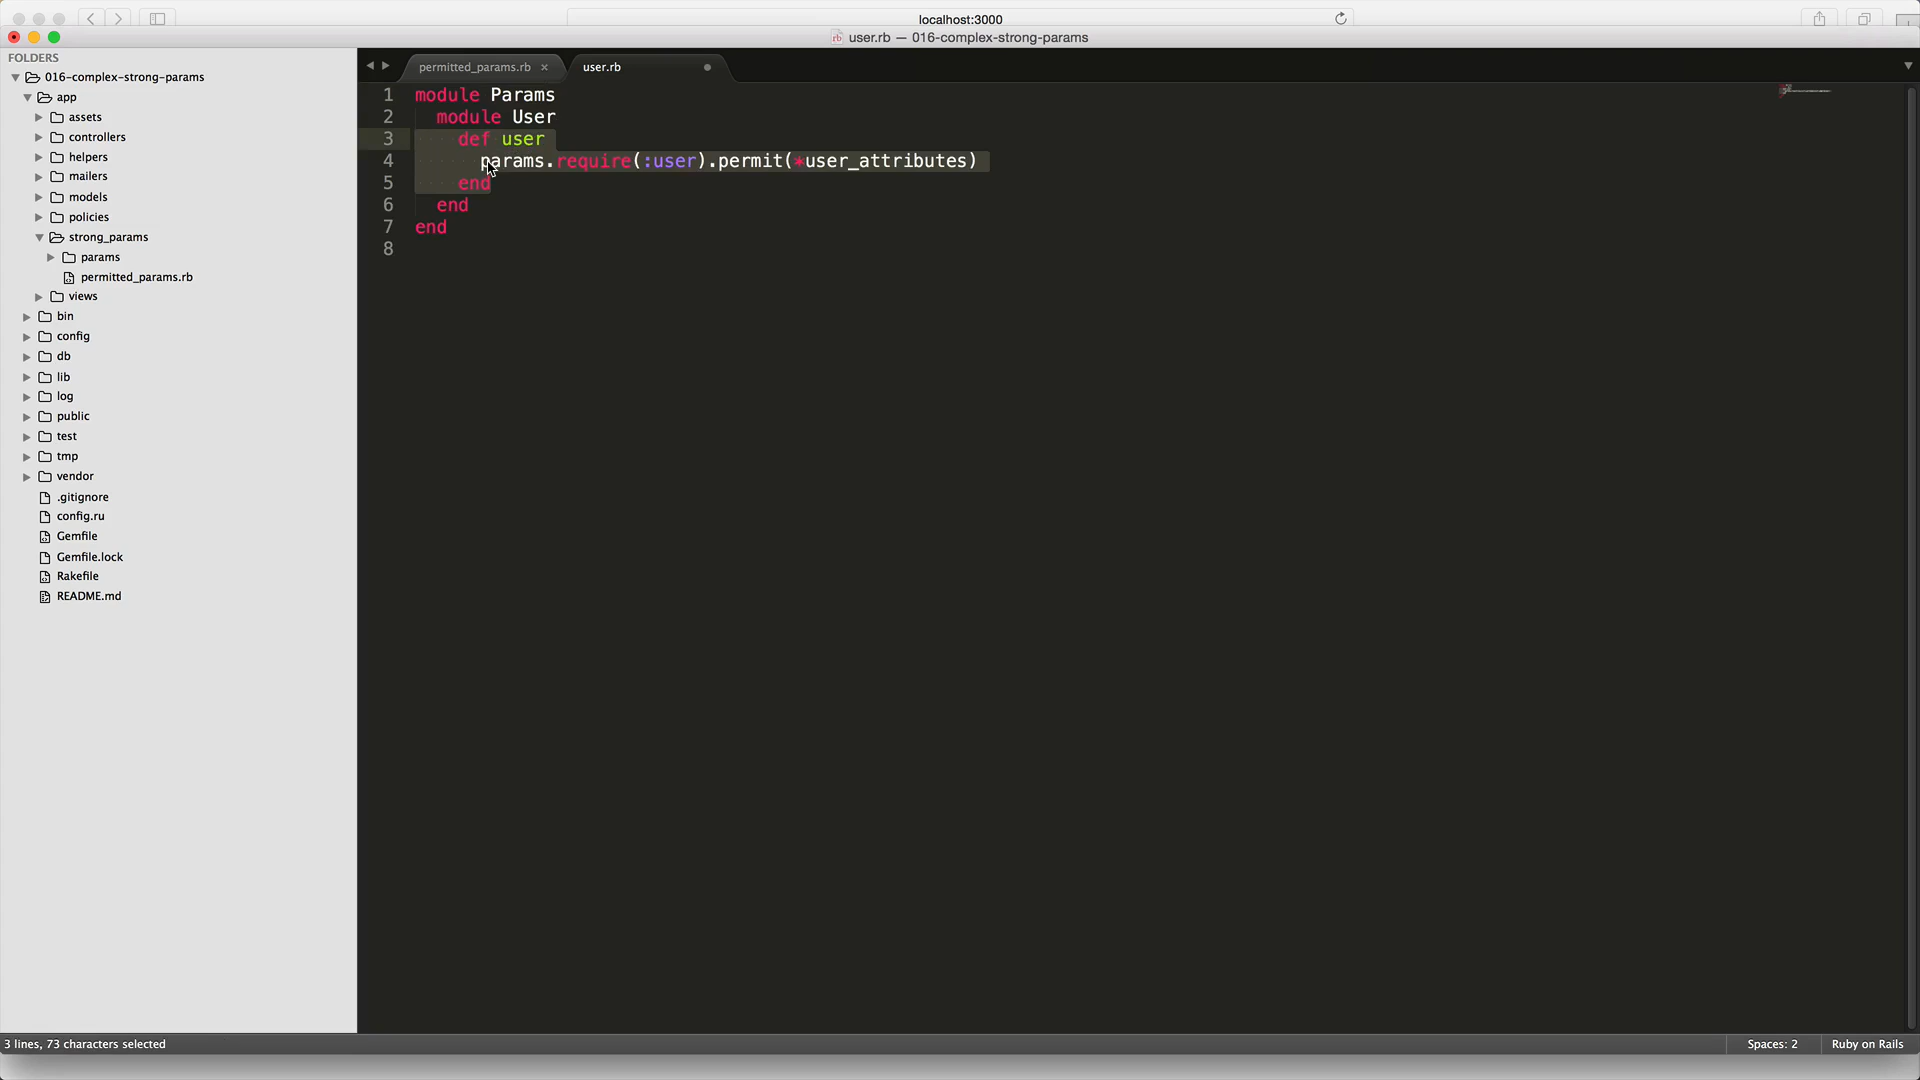 localhost:3000
user.rb — 016-complex-strong-params
FOLDERS
016-complex-strong-params
app
assets
controllers
helpers
mailers
models
policies
strong_params
params
permitted_params.rb
views
bin
config
db
lib
log
public
test
tmp
vendor
.gitignore
config.ru
Gemfile
Gemfile.lock
Rakefile
README.md
permitted_params.rb ×
user.rb
1 module Params
2 module User
3 def user
4 params.require(:user).permit(*user_attributes)
5 end
6 end
7 end
8
3 lines, 73 characters selected
Spaces: 2
Ruby on Rails